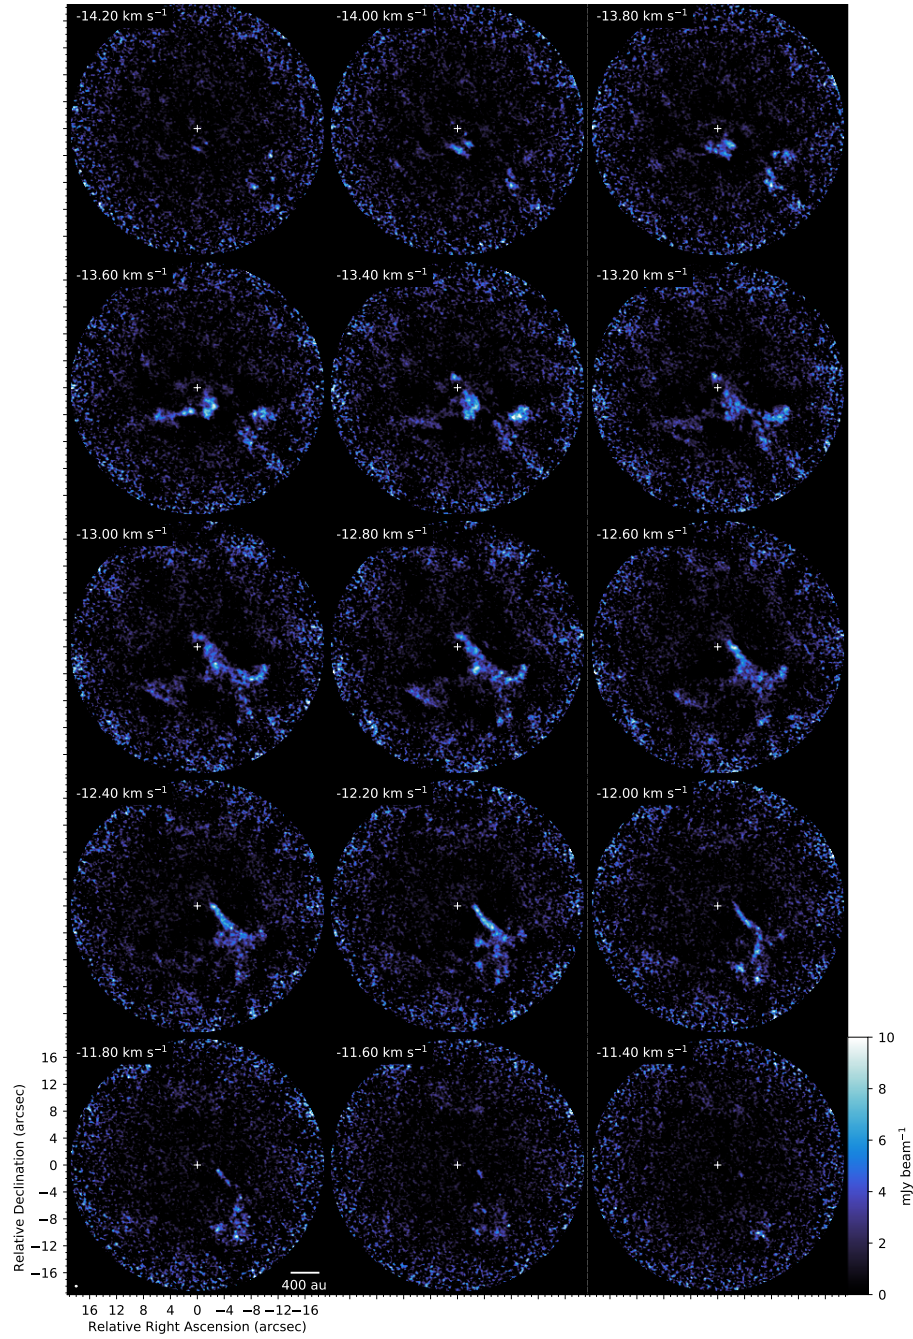 -14.20 km s⁻¹
-14.00 km s⁻¹
-13.80 km s⁻¹
-13.60 km s⁻¹
-13.40 km s⁻¹
-13.20 km s⁻¹
-13.00 km s⁻¹
-12.80 km s⁻¹
-12.60 km s⁻¹
-12.40 km s⁻¹
-12.20 km s⁻¹
-12.00 km s⁻¹
-11.80 km s⁻¹
-11.60 km s⁻¹
-11.40 km s⁻¹
16
12
8
4
0
−4
−8
−12
−16
Relative Declination (arcsec)
400 au
16 12 8 4 0 −4 −8 −12 −16
Relative Right Ascension (arcsec)
10
8
6
4
2
0
mJy beam⁻¹